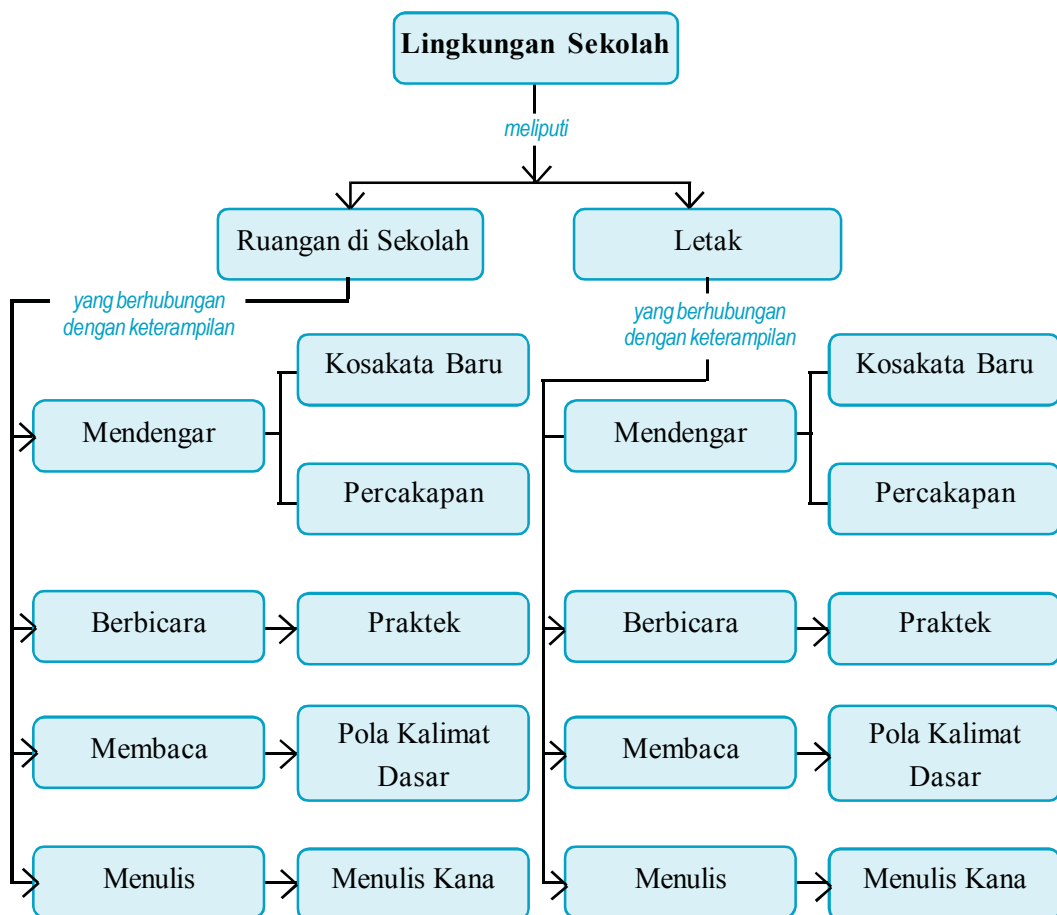 Lingkungan Sekolah
meliputi
Ruangan di Sekolah
Letak
yang berhubungan
dengan keterampilan
Kosakata Baru
Mendengar
Percakapan
Berbicara
Praktek
Membaca
Pola Kalimat
Dasar
Menulis
Menulis Kana
yang berhubungan
dengan keterampilan
Kosakata Baru
Mendengar
Percakapan
Berbicara
Praktek
Membaca
Pola Kalimat
Dasar
Menulis
Menulis Kana